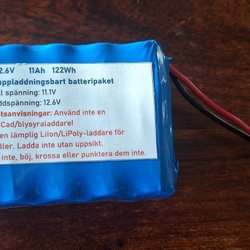 2.6V 11Ah 122Wh
uppladdningsbart batteripaket
l spänning: 11.1V
ddspänning: 12.6V
etsanvisningar: Använd inte en
Cad/blysyraladdare!
en lämplig LiIon/LiPoly-laddare för
ller. Ladda inte utan uppsikt.
inte, böj, krossa eller punktera dem inte.